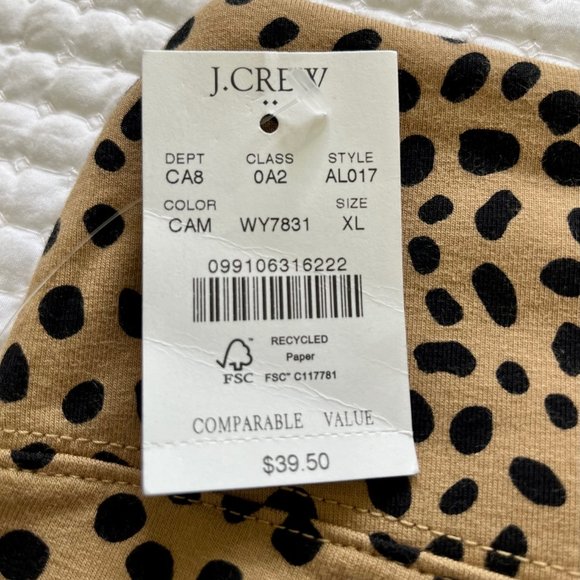 J.CREW
DEPT CLASS STYLE
CA8 0A2 AL017
COLOR SIZE
CAM WY7831 XL
099106316222
RECYCLED
Paper
FSC FSC™ C117781
COMPARABLE VALUE
$39.50